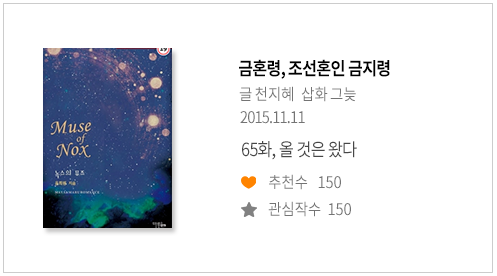 19
Muse
of
Nox
녹스의 뮤즈
금혼령, 조선혼인 금지령
글 천지혜 삽화 그늦
2015.11.11
65화, 올 것은 왔다
추천수 150
관심작수 150